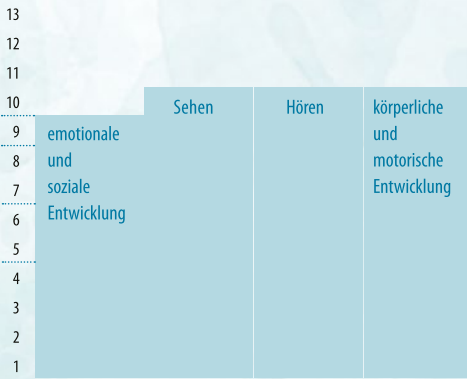 13
12
11
10
9
8
7
6
5
4
3
2
1
emotionale
und
soziale
Entwicklung
Sehen
Hören
körperliche
und
motorische
Entwicklung